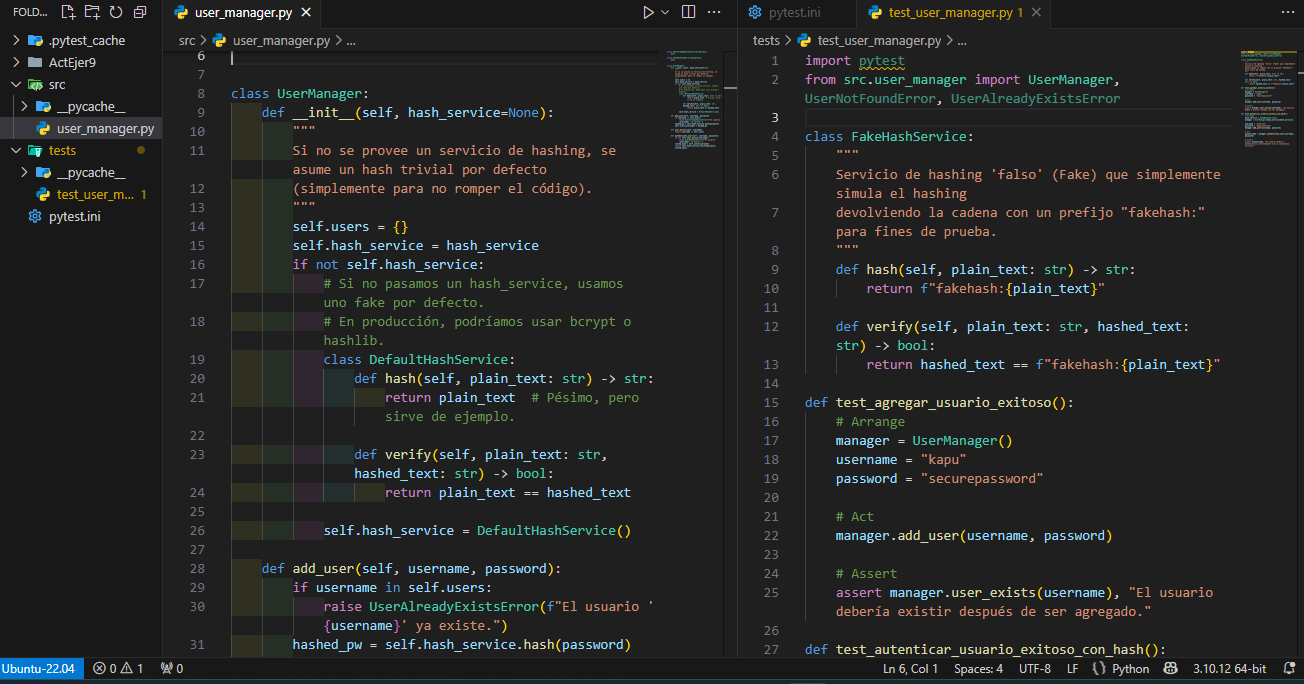 FOLD...
.pytest_cache
ActEjer9
src
__pycache__
user_manager.py
tests
__pycache__
test_user_m... 1
pytest.ini
user_manager.py
src > user_manager.py > ...
6
7
8 class UserManager:
9 def __init__(self, hash_service=None):
10 """
11 Si no se provee un servicio de hashing, se
asume un hash trivial por defecto
12 (simplemente para no romper el código).
13 """
14 self.users = {}
15 self.hash_service = hash_service
16 if not self.hash_service:
17 # Si no pasamos un hash_service, usamos
uno fake por defecto.
18 # En producción, podríamos usar bcrypt o
hashlib.
19 class DefaultHashService:
20 def hash(self, plain_text: str) -> str:
21 return plain_text # Pésimo, pero
sirve de ejemplo.
22
23 def verify(self, plain_text: str,
hashed_text: str) -> bool:
24 return plain_text == hashed_text
25
26 self.hash_service = DefaultHashService()
27
28 def add_user(self, username, password):
29 if username in self.users:
30 raise UserAlreadyExistsError(f"El usuario '
{username}' ya existe.")
31 hashed_pw = self.hash_service.hash(password)
pytest.ini
test_user_manager.py 1
tests > test_user_manager.py > ...
1 import pytest
2 from src.user_manager import UserManager,
UserNotFoundError, UserAlreadyExistsError
3
4 class FakeHashService:
5 """
6 Servicio de hashing 'falso' (Fake) que simplemente
simula el hashing
7 devolviendo la cadena con un prefijo "fakehash:"
para fines de prueba.
8 """
9 def hash(self, plain_text: str) -> str:
10 return f"fakehash:{plain_text}"
11
12 def verify(self, plain_text: str, hashed_text:
str) -> bool:
13 return hashed_text == f"fakehash:{plain_text}"
14
15 def test_agregar_usuario_exitoso():
16 # Arrange
17 manager = UserManager()
18 username = "kapu"
19 password = "securepassword"
20
21 # Act
22 manager.add_user(username, password)
23
24 # Assert
25 assert manager.user_exists(username), "El usuario
debería existir después de ser agregado."
26
27 def test_autenticar_usuario_exitoso_con_hash():
Ubuntu-22.04 0 1 0 Ln 6, Col 1 Spaces: 4 UTF-8 LF {} Python 3.10.12 64-bit